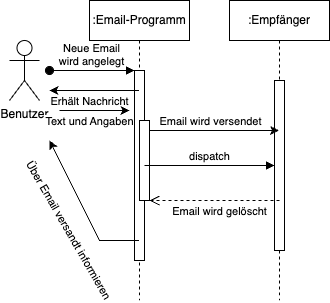 :Email-Programm
:Empfänger
Neue Email
wird angelegt
Erhält Nachricht
Benutzer
Text und Angaben
Email wird versendet
dispatch
Email wird gelöscht
Über Email versandt informieren